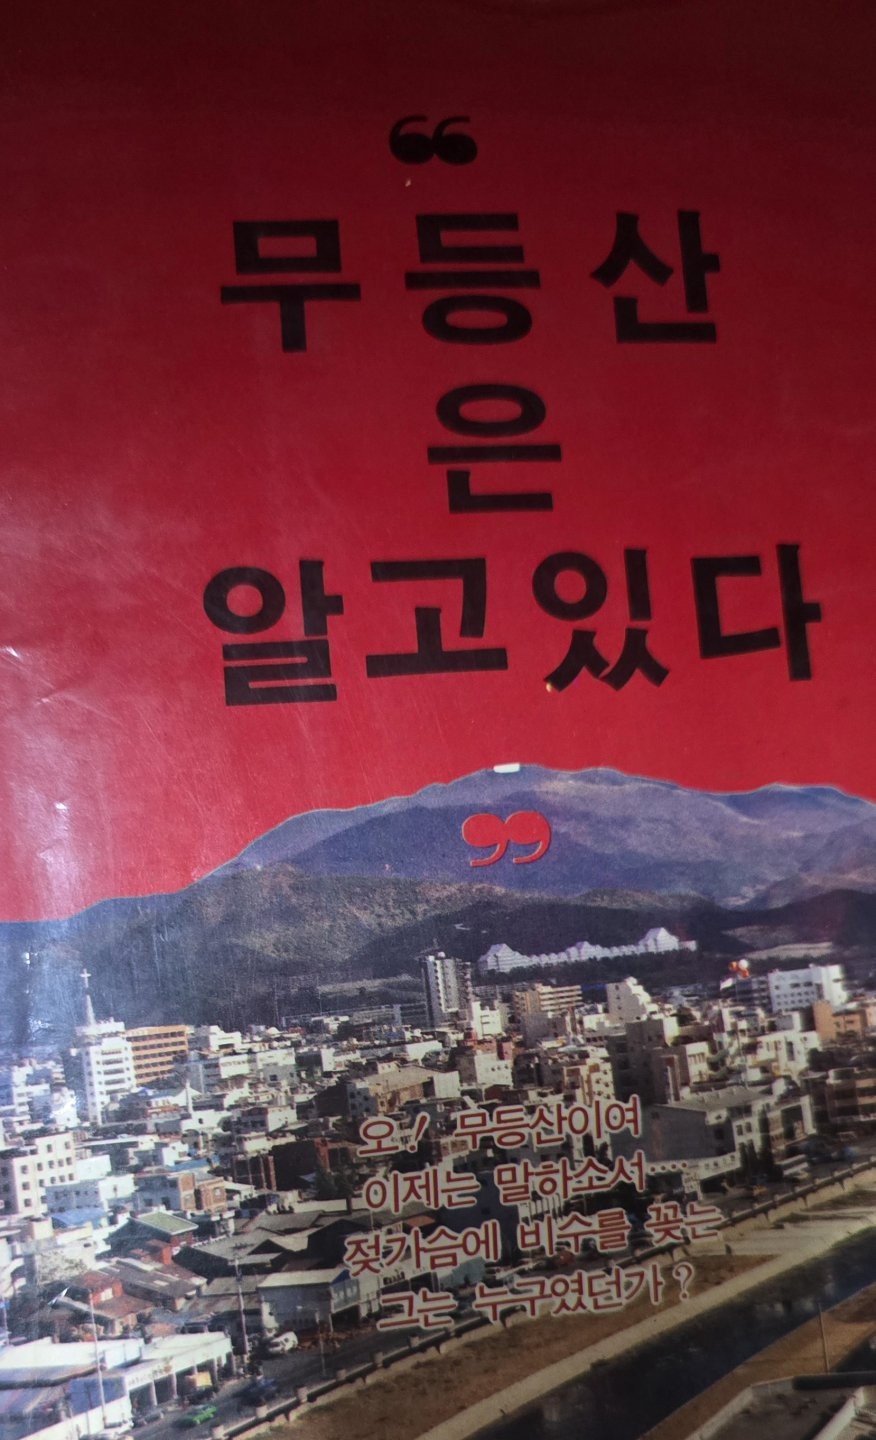 “
무등산
은
알고있다
”
오! 무등산이여
이제는 말하소서…
젖가슴에 비수를 꽂는
그는 누구였던가?